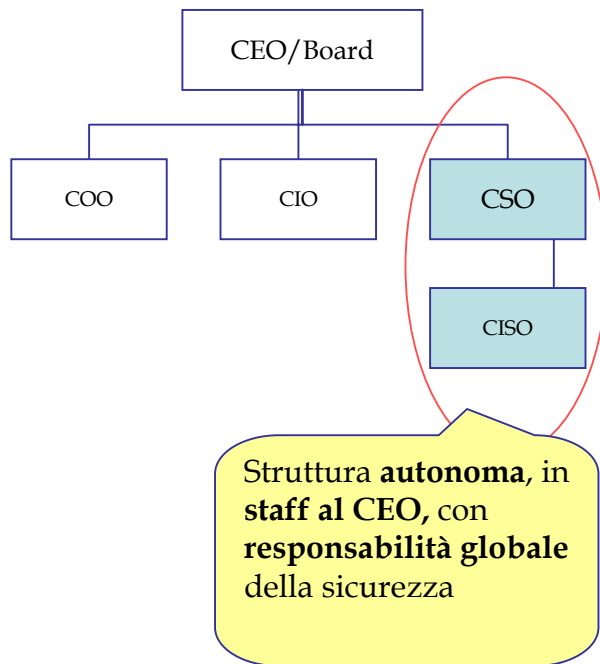 CEO/Board
COO
CIO
CSO
CISO
Struttura autonoma, in
staff al CEO, con
responsabilità globale
della sicurezza